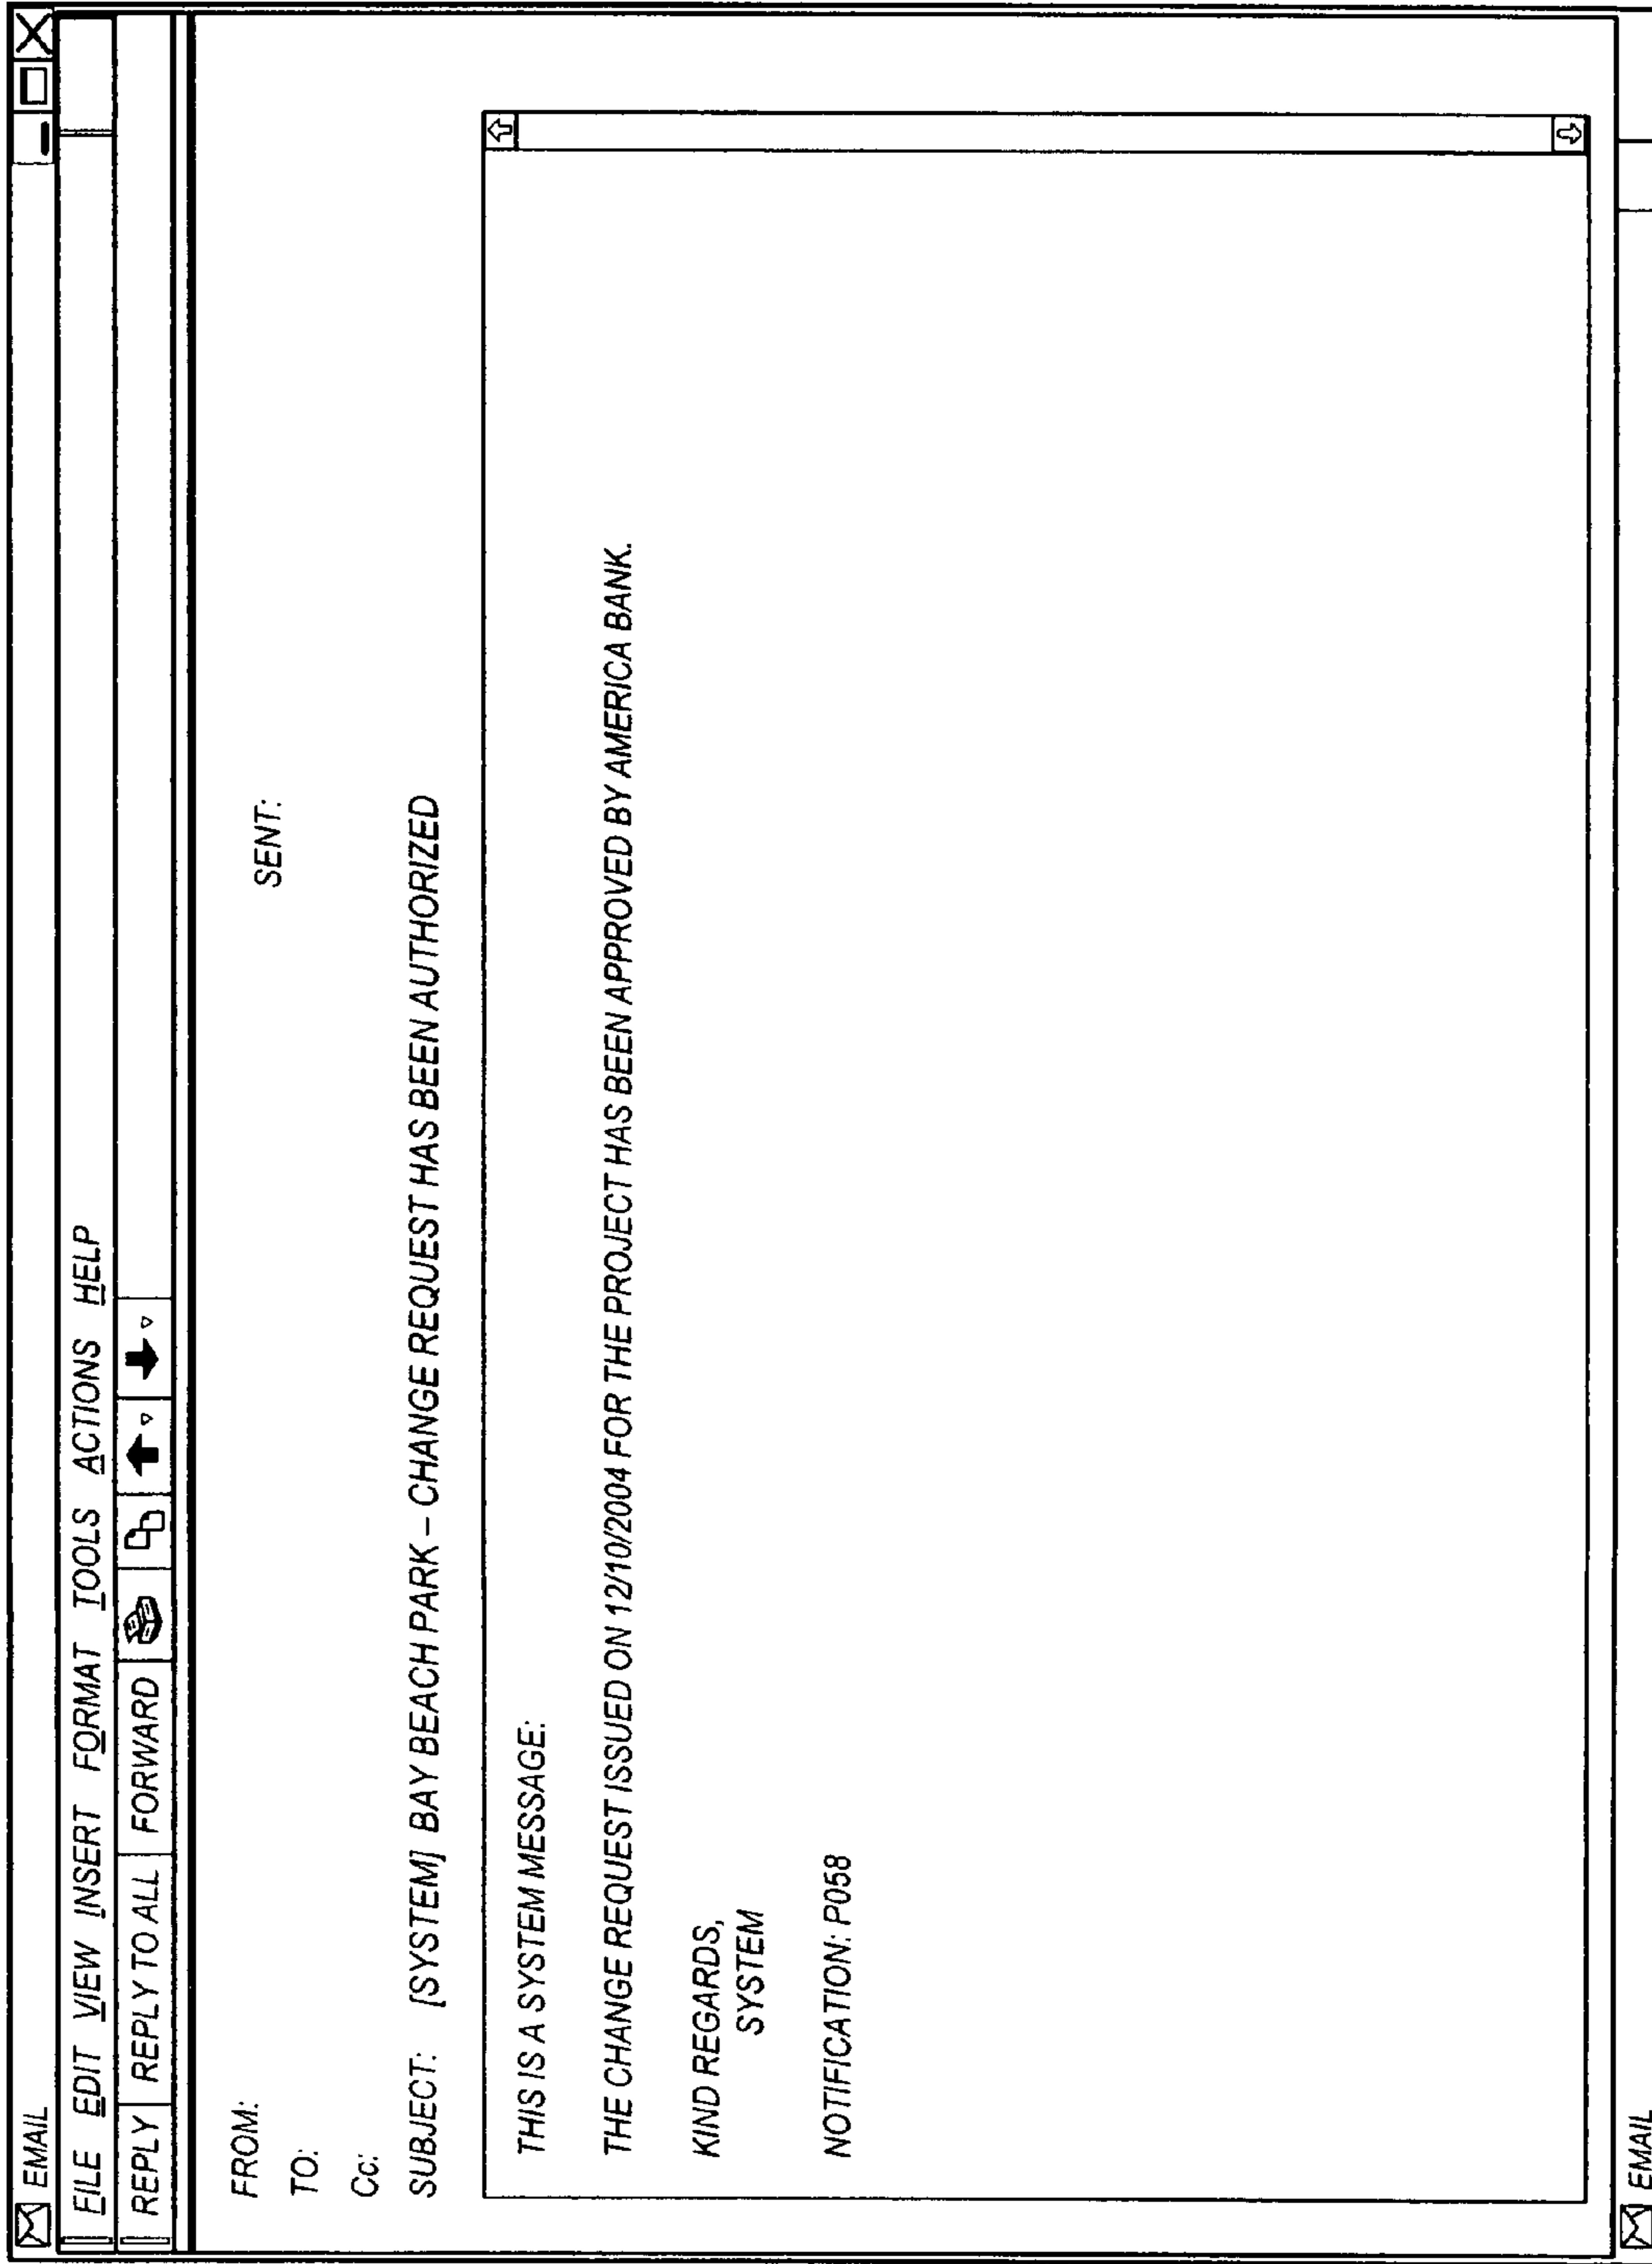 EMAIL
FILE EDIT VIEW INSERT FORMAT TOOLS ACTIONS HELP
REPLY REPLY TO ALL FORWARD
FROM:
SENT:
TO:
Cc:
SUBJECT: [SYSTEM] BAY BEACH PARK – CHANGE REQUEST HAS BEEN AUTHORIZED
THIS IS A SYSTEM MESSAGE:
THE CHANGE REQUEST ISSUED ON 12/10/2004 FOR THE PROJECT HAS BEEN APPROVED BY AMERICA BANK.
KIND REGARDS,
SYSTEM
NOTIFICATION: P058
EMAIL